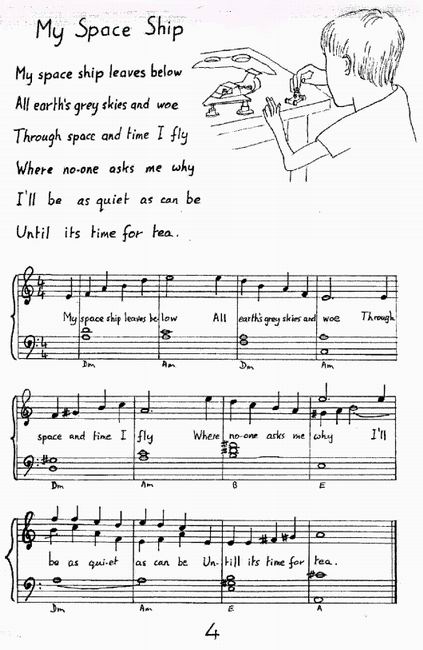 My Space Ship
My space ship leaves below
All earth's grey skies and woe
Through space and time I fly
Where no-one asks me why
I'll be as quiet as can be
Until its time for tea.
4 4
My space ship leaves be-low All earth's grey skies and woe Through
4 4
Dm Am Dm Am
space and time I fly Where no-one asks me why I'll
Dm Am B E
be as qui-et as can be Un-till its time for tea.
Dm Am E A
4